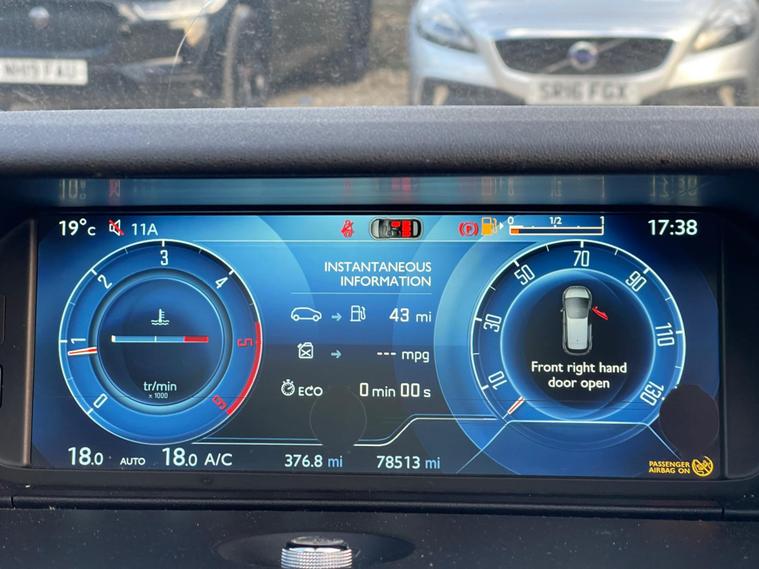 NH19 FAU
SR16 FGX
19°c 11A
0 1/2 1
17:38
INSTANTANEOUS
INFORMATION
43 mi
--- mpg
ECO 0 min 00 s
0 1 2 3 4 5 6
tr/min
x 1000
10 30 50 70 90 110 130
Front right hand
door open
18.0 AUTO 18.0 A/C
376.8 mi
78513 mi
PASSENGER
AIRBAG ON